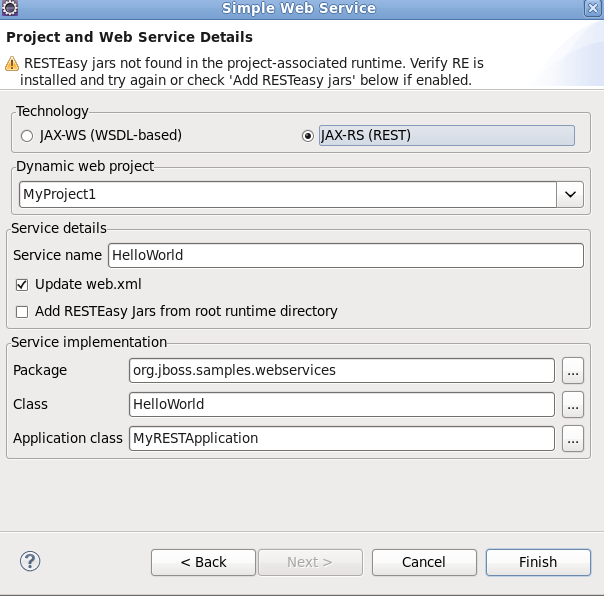 Simple Web Service
Project and Web Service Details
RESTEasy jars not found in the project-associated runtime. Verify RE is
installed and try again or check 'Add RESTeasy jars' below if enabled.
Technology
JAX-WS (WSDL-based) JAX-RS (REST)
Dynamic web project
MyProject1
Service details
Service name HelloWorld
Update web.xml
Add RESTEasy Jars from root runtime directory
Service implementation
Package org.jboss.samples.webservices ...
Class HelloWorld ...
Application class MyRESTApplication ...
? < Back Next > Cancel Finish